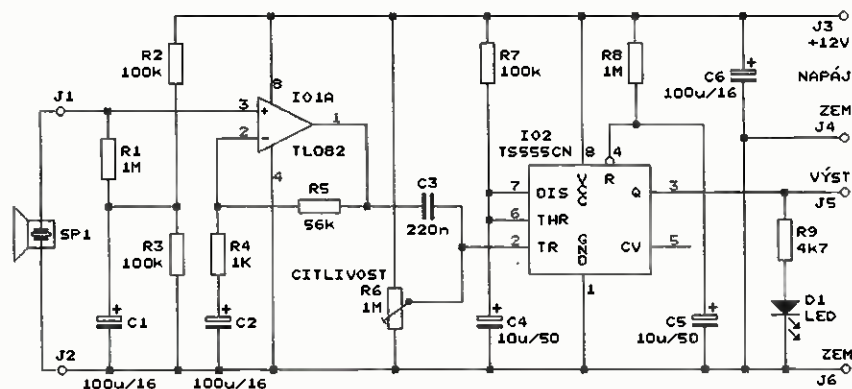 J1
J2
SP1
R1
1M
R2
100k
R3
100k
C1
100u/16
R4
1K
C2
100u/16
3
2
8
4
1
+
-
IO1A
TL082
R5
56k
C3
220n
CITLIVOST
R6
1M
R7
100k
C4
10u/50
IO2
TS555CN
7
6
2
8
4
3
5
1
DIS
THR
TR
VCC
GND
R
Q
CV
R8
1M
C5
10u/50
C6
100u/16
R9
4k7
D1
LED
J3
+12V
NAPÁJ
ZEM
J4
VÝST
J5
ZEM
J6
+
+
+
+
+